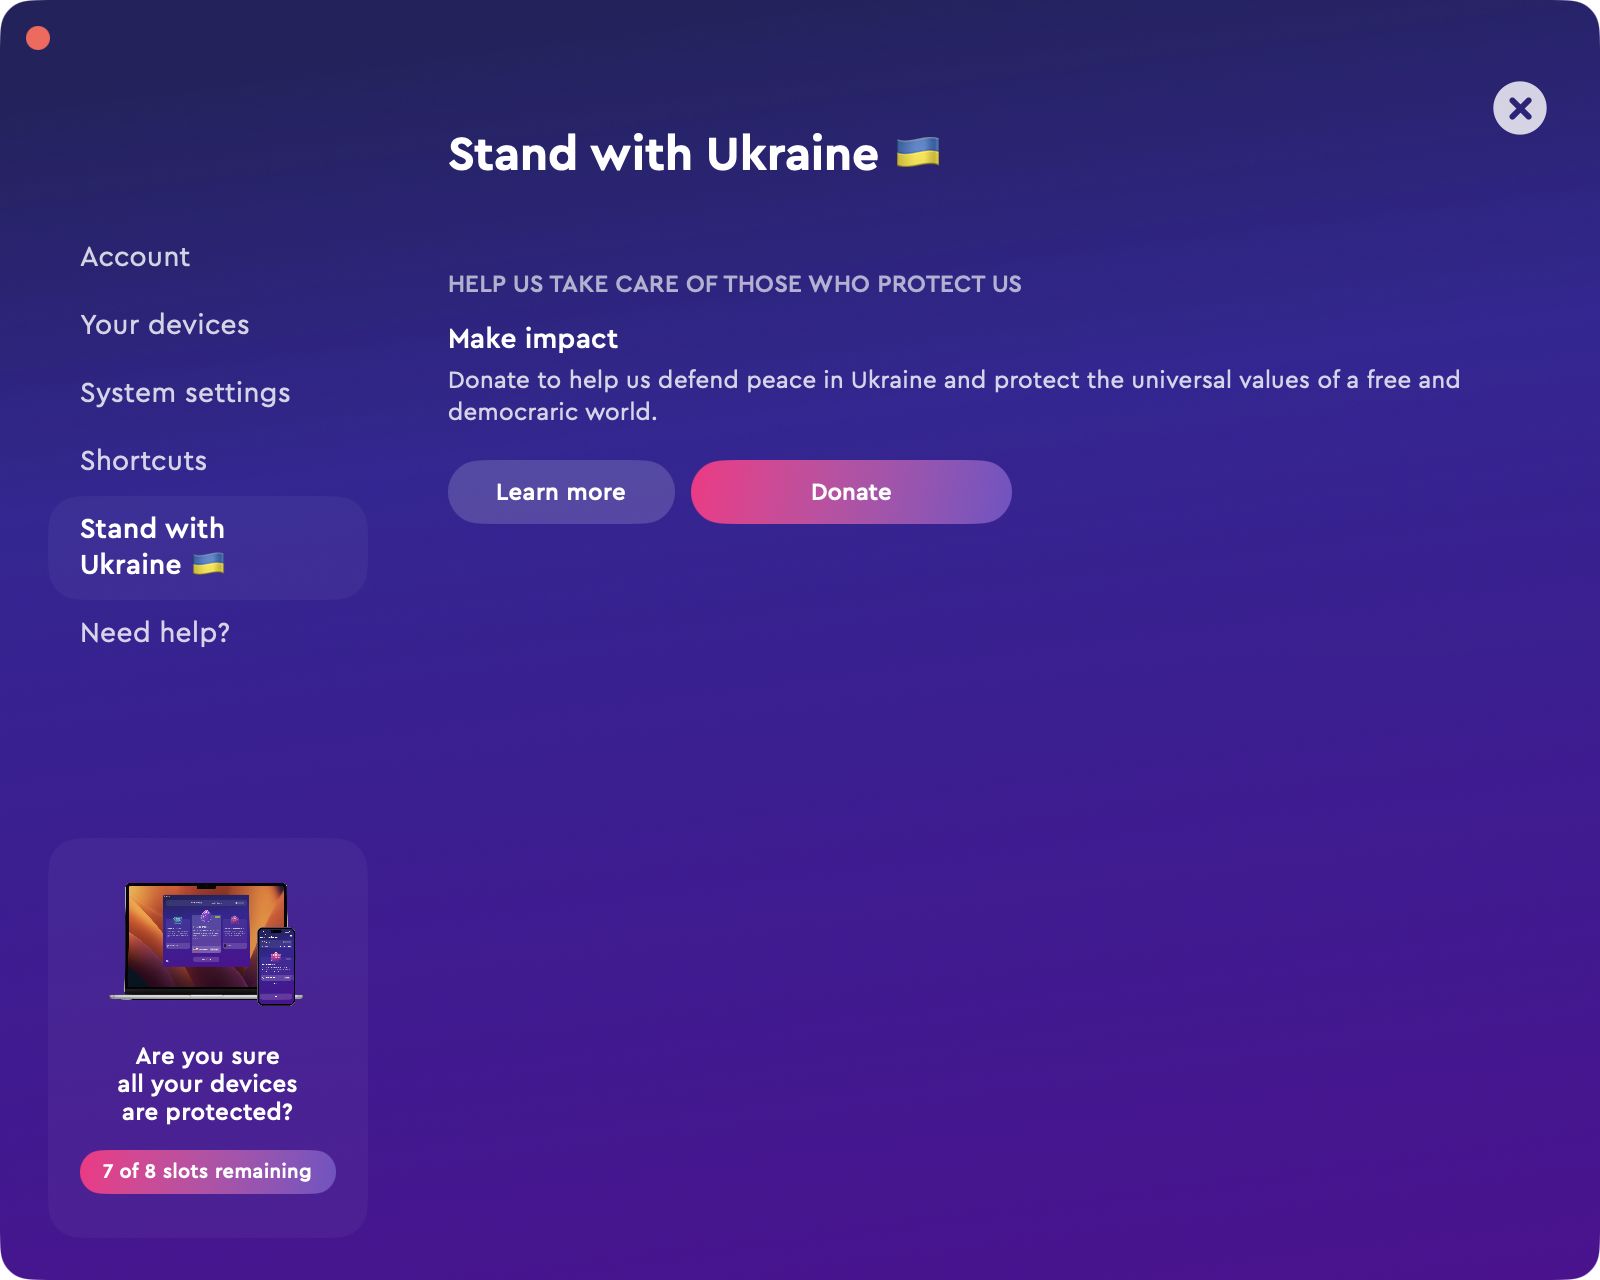 Stand with Ukraine 🇺🇦
Account
Your devices
System settings
Shortcuts
Stand with
Ukraine 🇺🇦
Need help?
HELP US TAKE CARE OF THOSE WHO PROTECT US
Make impact
Donate to help us defend peace in Ukraine and protect the universal values of a free and
democraric world.
Learn more
Donate
Are you sure
all your devices
are protected?
7 of 8 slots remaining